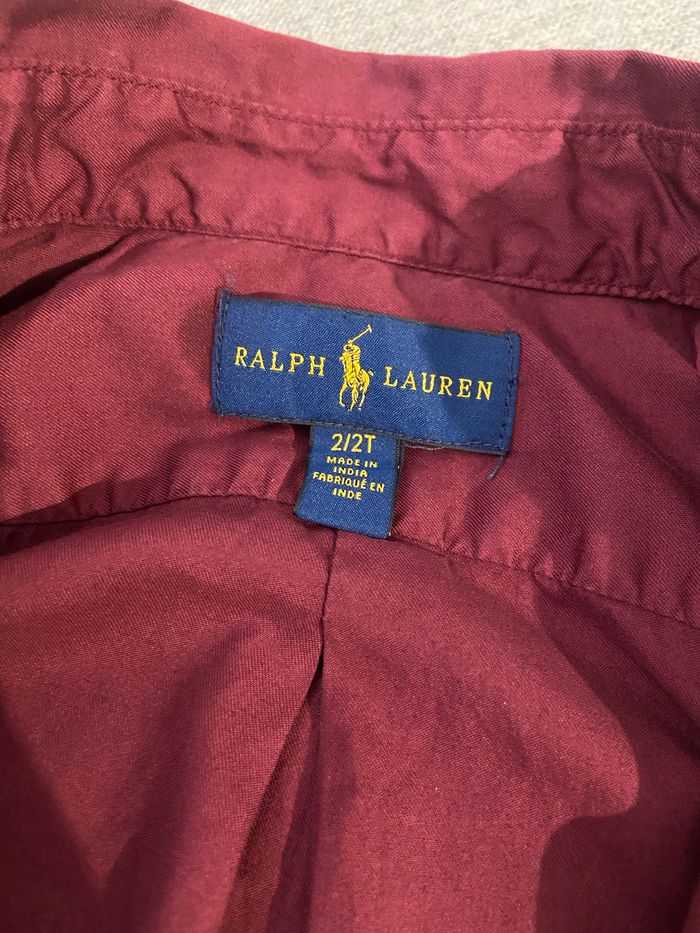 RALPH LAUREN
2/2T
MADE IN
INDIA
FABRIQUÉ EN
INDE